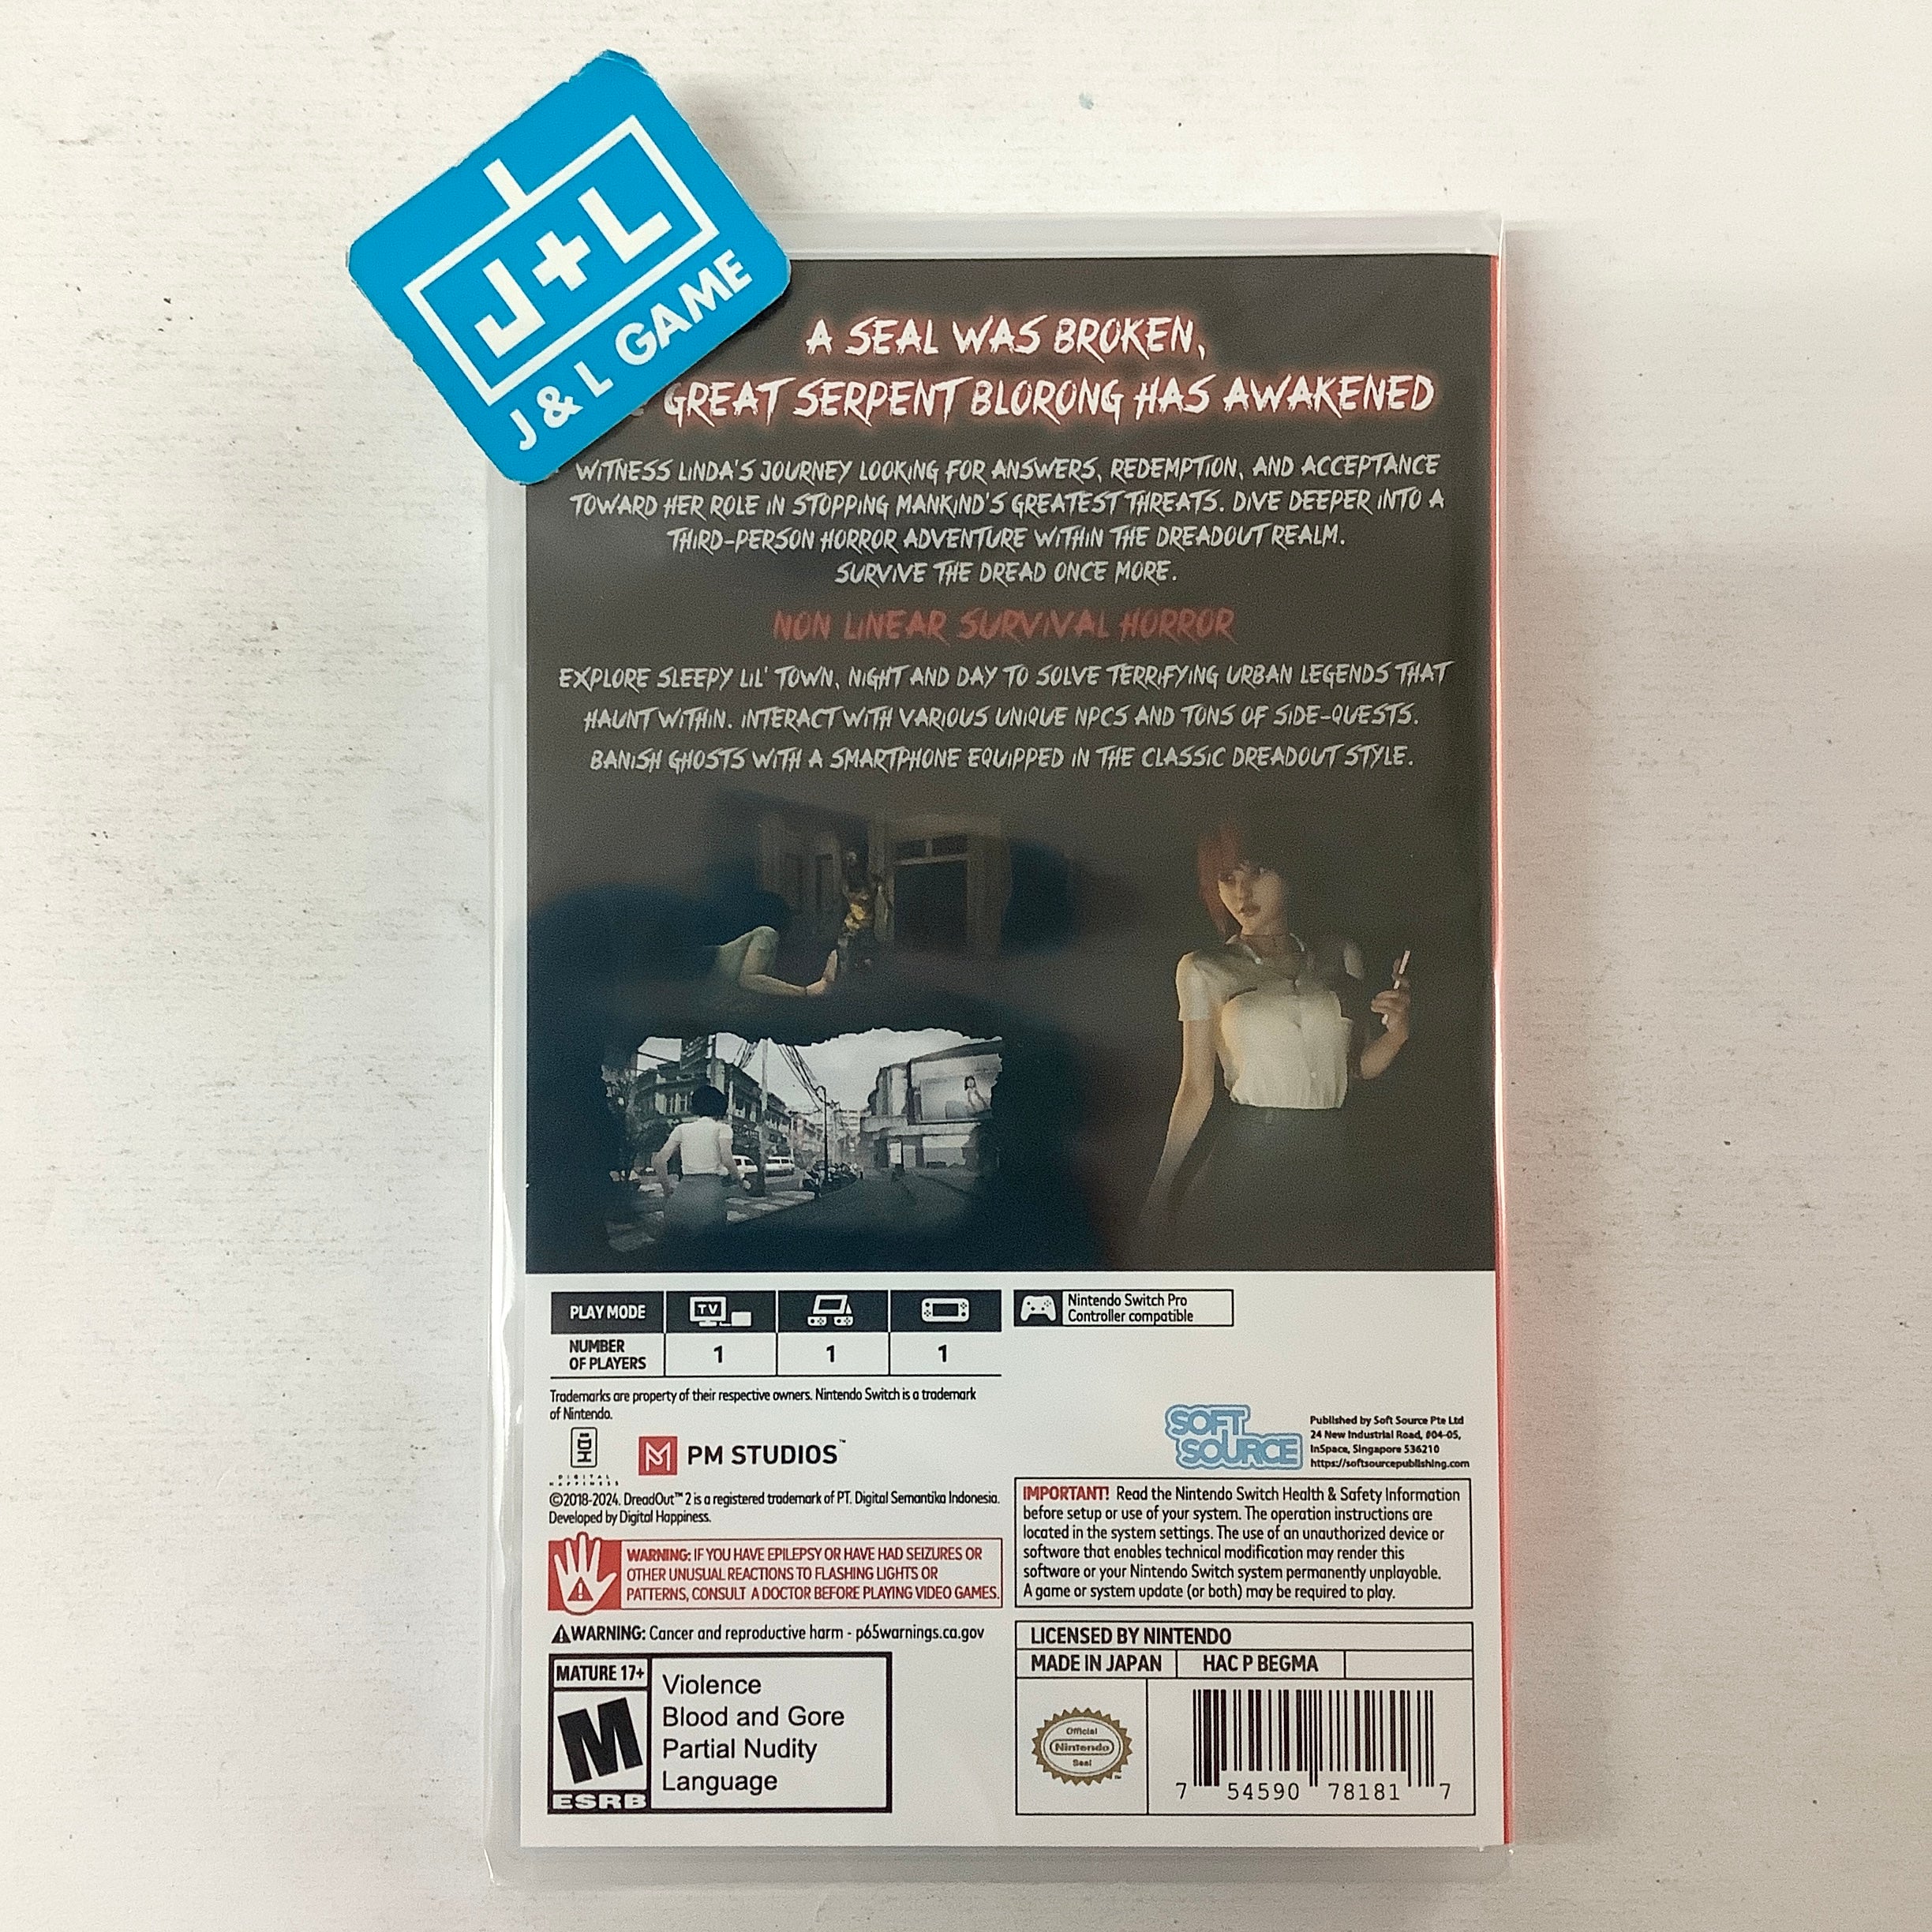 J+L
J & L GAME
A SEAL WAS BROKEN,
GREAT SERPENT BLORONG HAS AWAKENED
WITNESS LINDA'S JOURNEY LOOKING FOR ANSWERS, REDEMPTION, AND ACCEPTANCE
TOWARD HER ROLE IN STOPPING MANKIND'S GREATEST THREATS. DIVE DEEPER INTO A
THIRD-PERSON HORROR ADVENTURE WITHIN THE DREADOUT REALM.
SURVIVE THE DREAD ONCE MORE.
NON LINEAR SURVIVAL HORROR
EXPLORE SLEEPY LIL' TOWN, NIGHT AND DAY TO SOLVE TERRIFYING URBAN LEGENDS THAT
HAUNT WITHIN. INTERACT WITH VARIOUS UNIQUE NPCS AND TONS OF SIDE-QUESTS.
BANISH GHOSTS WITH A SMARTPHONE EQUIPPED IN THE CLASSIC DREADOUT STYLE.
PLAY MODE
TV
NUMBER
OF PLAYERS
1 1 1
Nintendo Switch Pro
Controller compatible
Trademarks are property of their respective owners. Nintendo Switch is a trademark
of Nintendo.
DH
DIGITAL
HAPPINESS
PM STUDIOS™
SOFT
SOURCE
Published by Soft Source Pte Ltd
24 New Industrial Road, #04-05,
InSpace, Singapore 536210
https://softsourcepublishing.com
©2018-2024. DreadOut™ 2 is a registered trademark of PT. Digital Semantika Indonesia.
Developed by Digital Happiness.
WARNING: IF YOU HAVE EPILEPSY OR HAVE HAD SEIZURES OR
OTHER UNUSUAL REACTIONS TO FLASHING LIGHTS OR
PATTERNS, CONSULT A DOCTOR BEFORE PLAYING VIDEO GAMES.
IMPORTANT! Read the Nintendo Switch Health & Safety Information
before setup or use of your system. The operation instructions are
located in the system settings. The use of an unauthorized device or
software that enables technical modification may render this
software or your Nintendo Switch system permanently unplayable.
A game or system update (or both) may be required to play.
WARNING: Cancer and reproductive harm - p65warnings.ca.gov
MATURE 17+
M
ESRB
Violence
Blood and Gore
Partial Nudity
Language
LICENSED BY NINTENDO
MADE IN JAPAN HAC P BEGMA
Official
Nintendo
Seal
7 54590 78181 7